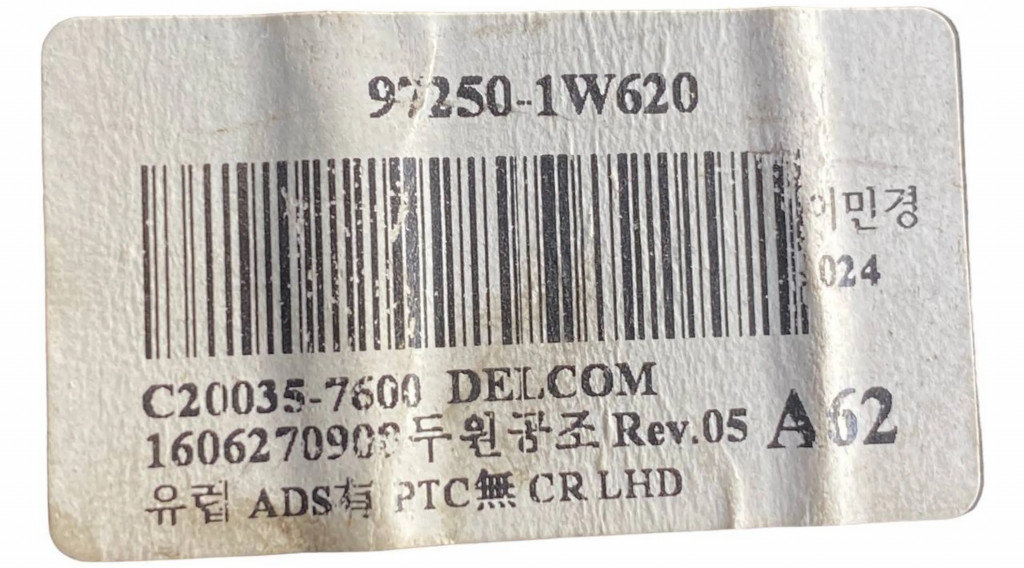 97250-1W620
이민경
024
C20035-7600 DELCOM
두원공조 Rev.05 A62
유럽 ADS有 PTC無 CR LHD